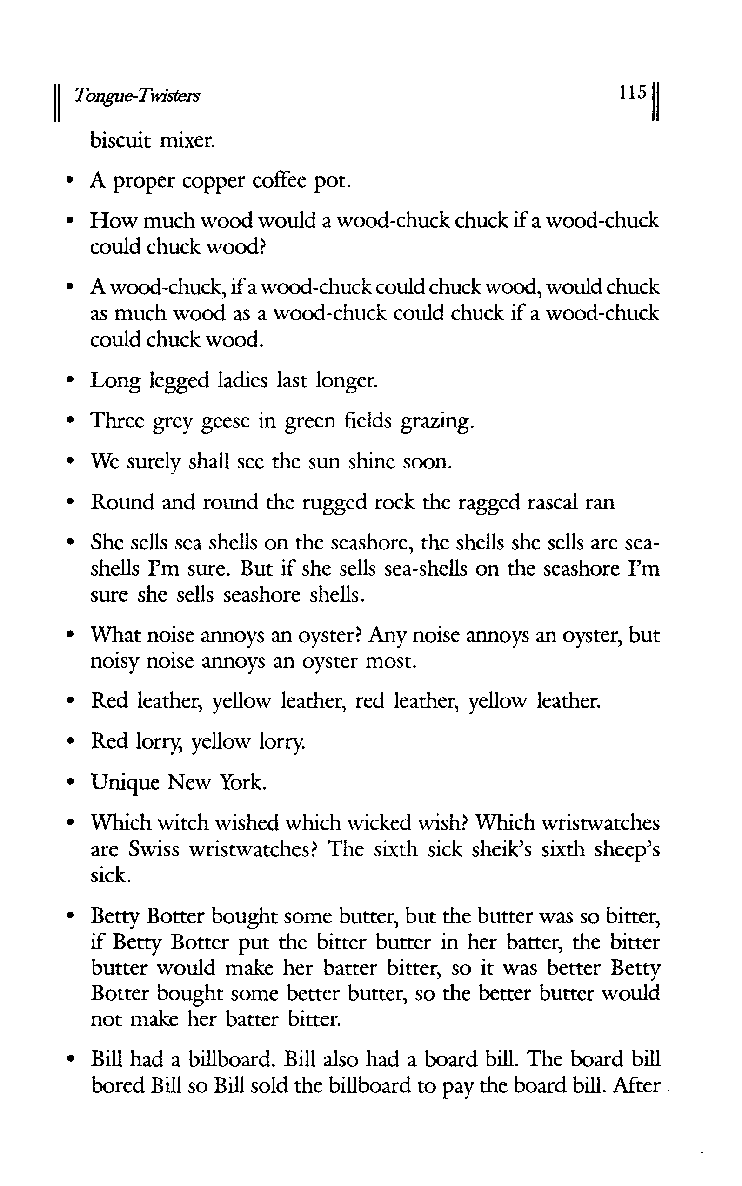 Tongue-Twisters 115
biscuit mixer.
• A proper copper coffee pot.
• How much wood would a wood-chuck chuck if a wood-chuck
could chuck wood?
• A wood-chuck, if a wood-chuck could chuck wood, would chuck
as much wood as a wood-chuck could chuck if a wood-chuck
could chuck wood.
• Long legged ladies last longer.
• Three grey geese in green fields grazing.
• We surely shall see the sun shine soon.
• Round and round the rugged rock the ragged rascal ran
• She sells sea shells on the seashore, the shells she sells are sea-
shells I'm sure. But if she sells sea-shells on the seashore I'm
sure she sells seashore shells.
• What noise annoys an oyster? Any noise annoys an oyster, but
noisy noise annoys an oyster most.
• Red leather, yellow leather, red leather, yellow leather.
• Red lorry, yellow lorry.
• Unique New York.
• Which witch wished which wicked wish? Which wristwatches
are Swiss wristwatches? The sixth sick sheik's sixth sheep's
sick.
• Betty Botter bought some butter, but the butter was so bitter,
if Betty Botter put the bitter butter in her batter, the bitter
butter would make her batter bitter, so it was better Betty
Botter bought some better butter, so the better butter would
not make her batter bitter.
• Bill had a billboard. Bill also had a board bill. The board bill
bored Bill so Bill sold the billboard to pay the board bill. After